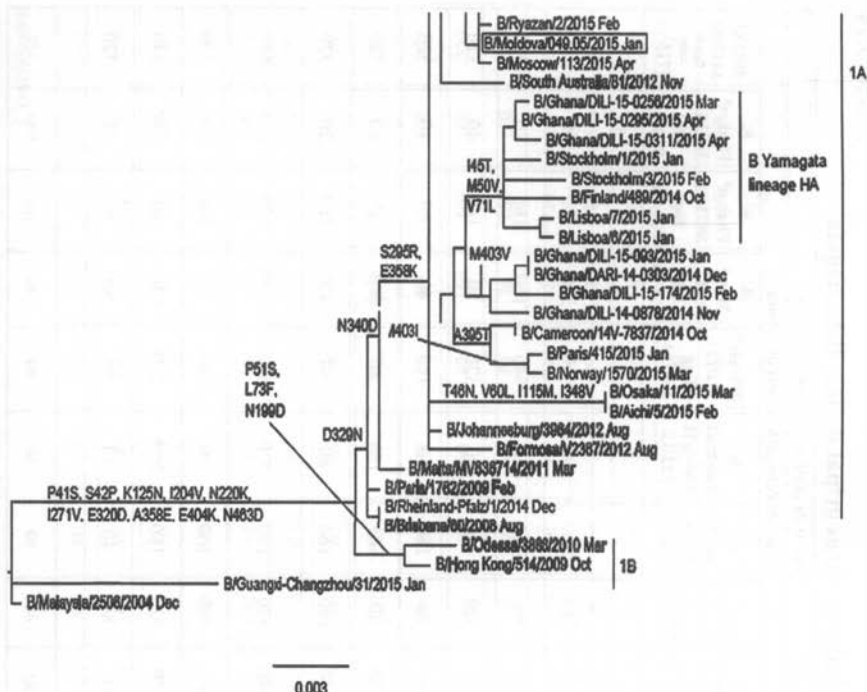 B/Ryazan/2/2015 Feb
B/Moldova/049.05/2015 Jan
B/Moscow/113/2015 Apr
1A
B/South Australia/81/2012 Nov
B/Ghana/DILI-15-0256/2015 Mar
B/Ghana/DILI-15-0295/2015 Apr
B/Ghana/DILI-15-0311/2015 Apr
B/Stockholm/1/2015 Jan
B Yamagata
lineage HA
I45T,
M50V,
V71L
B/Stockholm/3/2015 Feb
B/Finland/489/2014 Oct
B/Lisboa/7/2015 Jan
B/Lisboa/6/2015 Jan
S295R,
E358K
M403V
B/Ghana/DILI-15-093/2015 Jan
B/Ghana/DARI-14-0303/2014 Dec
B/Ghana/DILI-15-174/2015 Feb
B/Ghana/DILI-14-0878/2014 Nov
N340D
A395T
B/Cameroon/14V-7837/2014 Oct
B/Paris/415/2015 Jan
B/Norway/1570/2015 Mar
P51S,
L73F,
N199D
T46N, V60L, I115M, I348V
B/Osaka/11/2015 Mar
B/Aichi/5/2015 Feb
D329N
B/Johannesburg/3964/2012 Aug
B/Formosa/V2367/2012 Aug
B/Malta/MV636714/2011 Mar
P41S, S42P, K125N, I204V, N220K,
I271V, E320D, A358E, E404K, N463D
B/Paris/1762/2009 Feb
B/Rheinland-Pfalz/1/2014 Dec
B/Brisbane/60/2008 Aug
B/Odessa/3886/2010 Mar
B/Hong Kong/514/2009 Oct
1B
B/Guangxi-Changzhou/31/2015 Jan
B/Malaysia/2506/2004 Dec
0.003